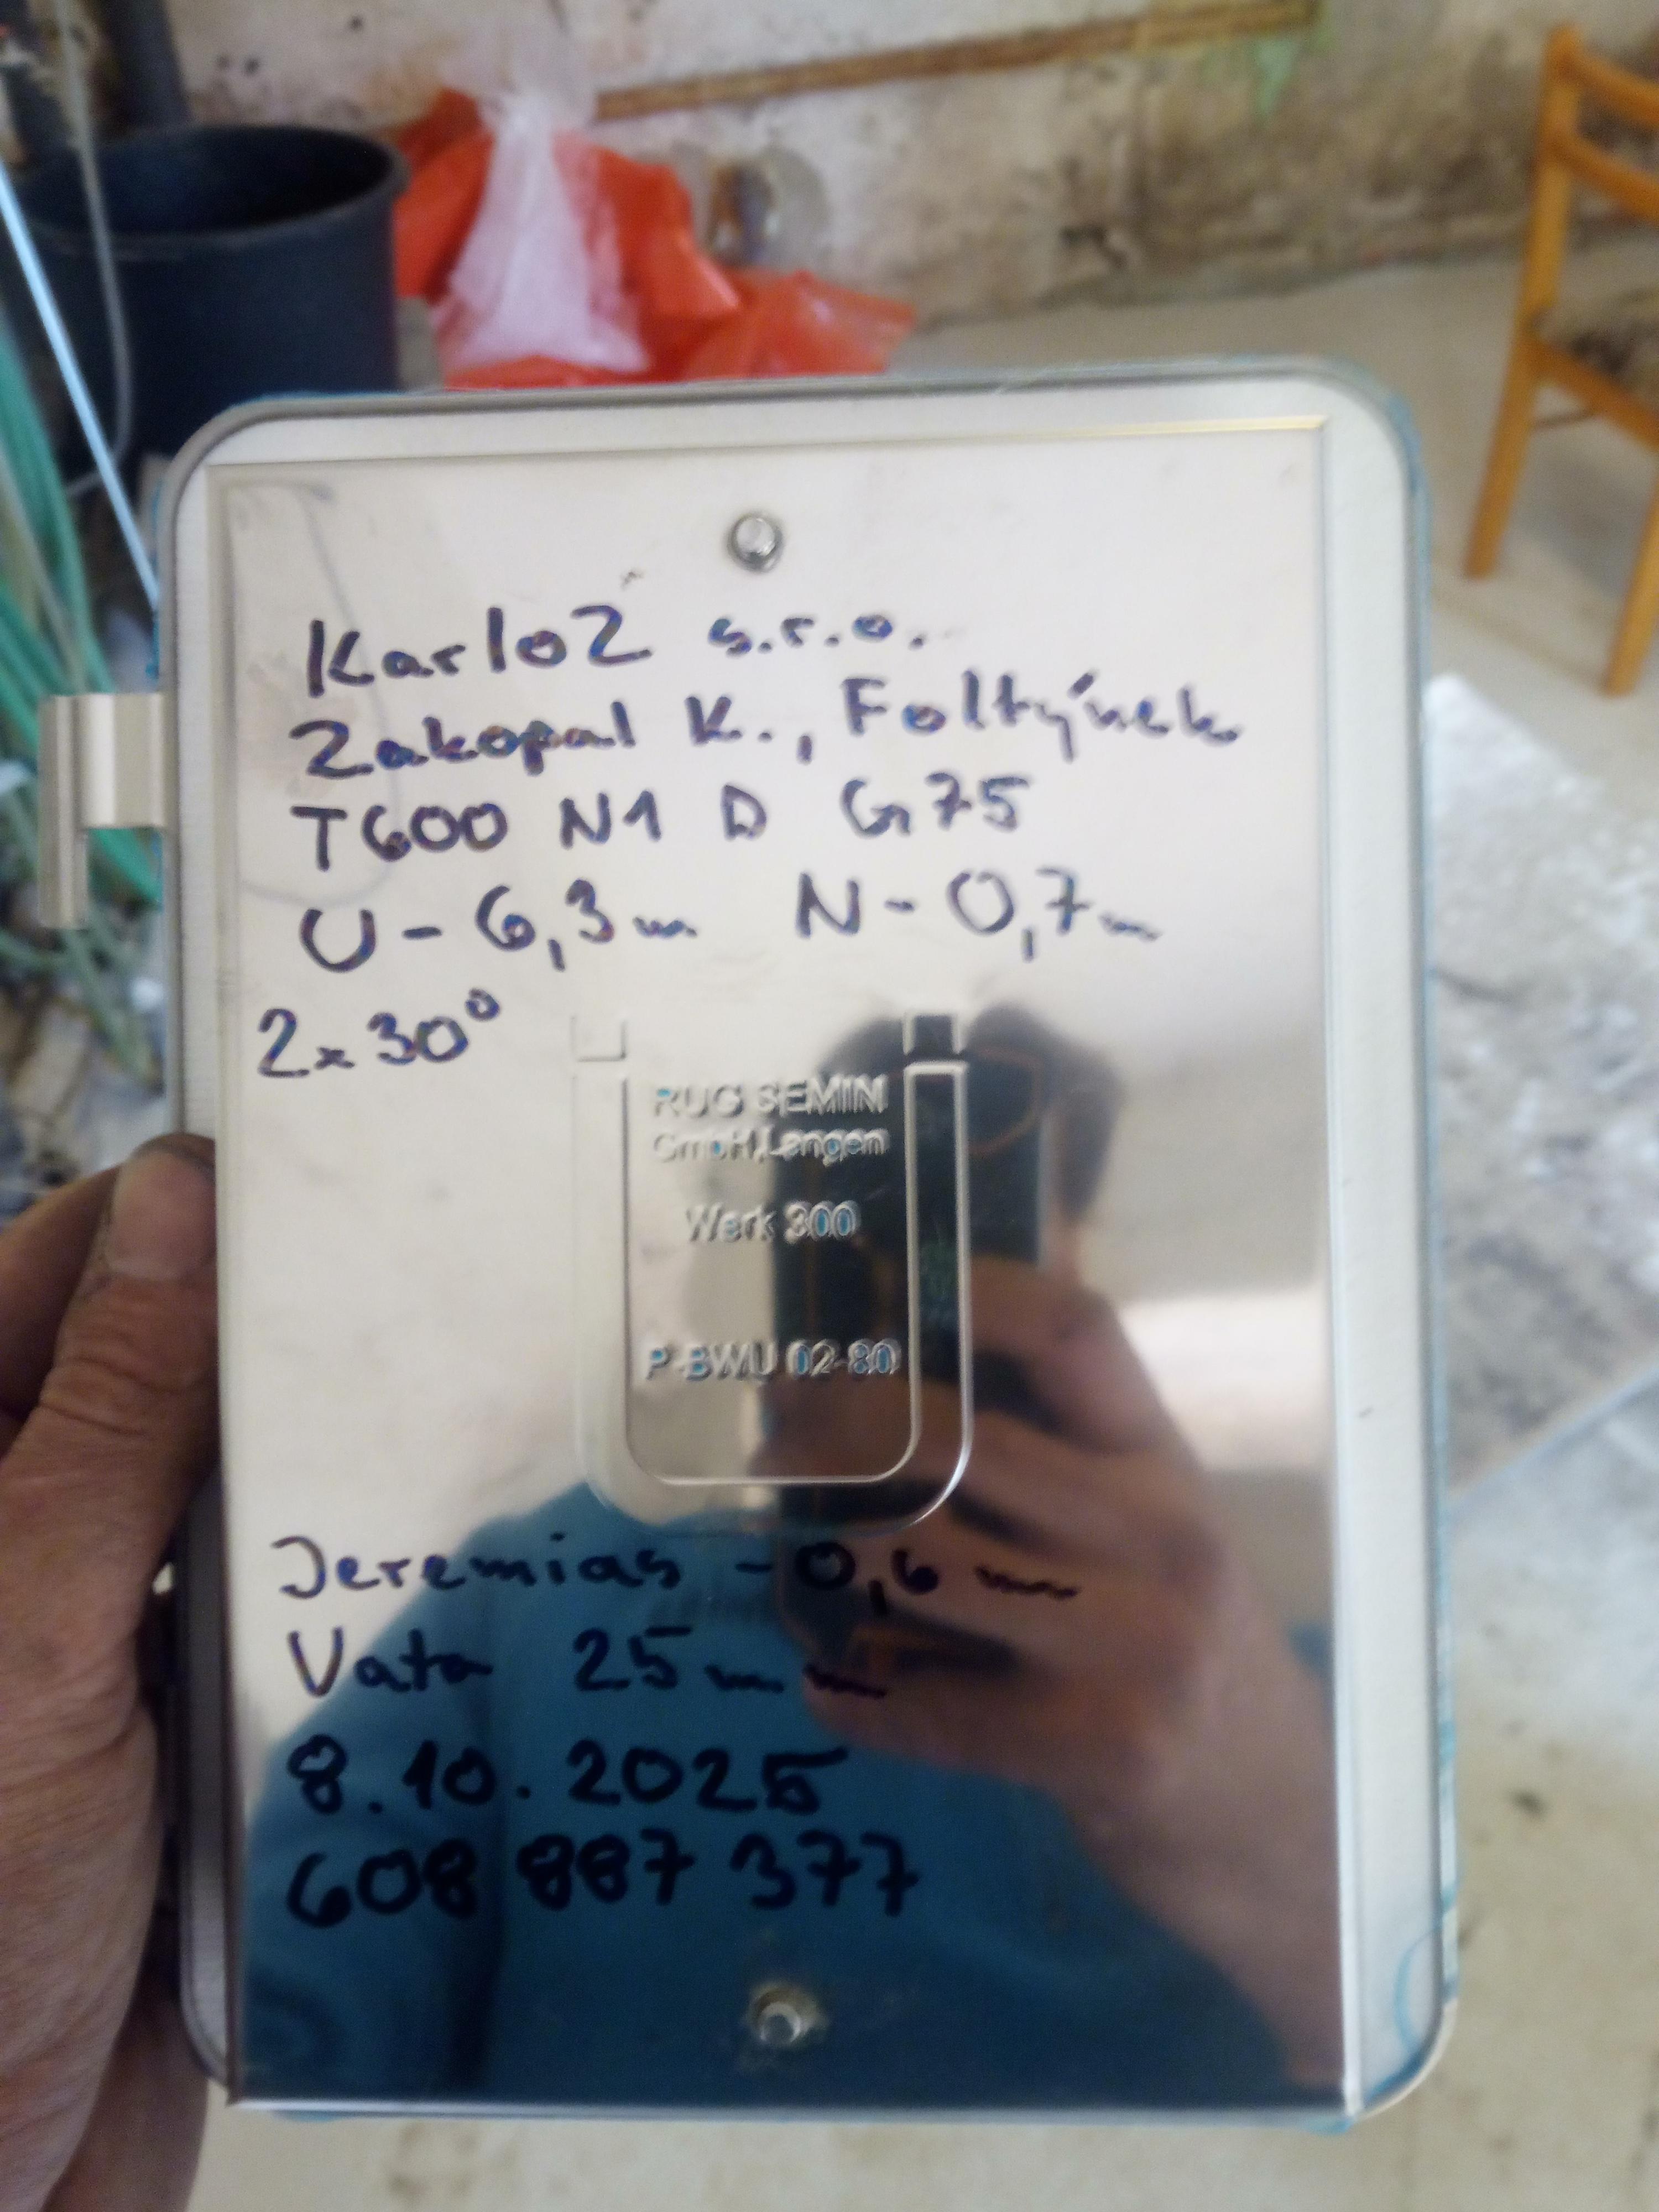 KarloZ s.r.o.
Zakopal K., Foltýnek
T600 N1 D G75
U - 6,3 m N - 0,7 m
2x30°
RUG SEMIN
GmbH, Langen
Werk 300
P-BWU 02-80
Jeremias - 0,6 mm
Vata 25 mm
8.10.2025
608 887 377